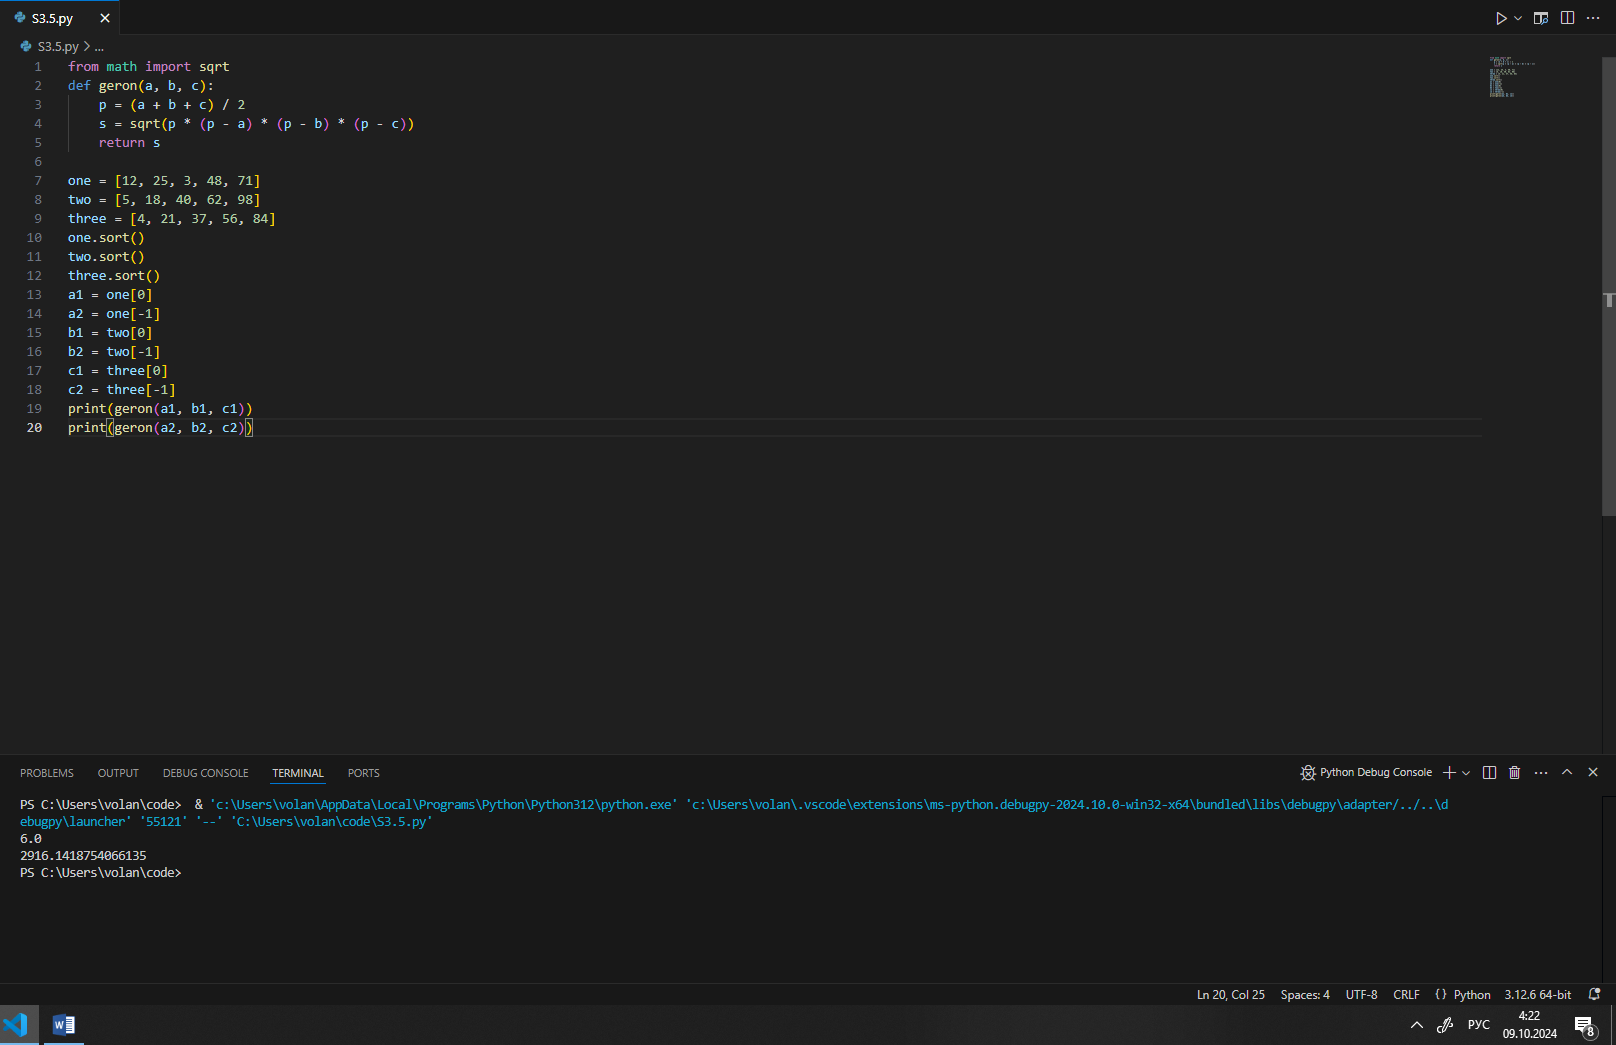 S3.5.py
S3.5.py > ...
1 from math import sqrt
2 def geron(a, b, c):
3     p = (a + b + c) / 2
4     s = sqrt(p * (p - a) * (p - b) * (p - c))
5     return s
6
7 one = [12, 25, 3, 48, 71]
8 two = [5, 18, 40, 62, 98]
9 three = [4, 21, 37, 56, 84]
10 one.sort()
11 two.sort()
12 three.sort()
13 a1 = one[0]
14 a2 = one[-1]
15 b1 = two[0]
16 b2 = two[-1]
17 c1 = three[0]
18 c2 = three[-1]
19 print(geron(a1, b1, c1))
20 print(geron(a2, b2, c2))
PROBLEMS OUTPUT DEBUG CONSOLE TERMINAL PORTS Python Debug Console
PS C:\Users\volan\code>  & 'c:\Users\volan\AppData\Local\Programs\Python\Python312\python.exe' 'c:\Users\volan\.vscode\extensions\ms-python.debugpy-2024.10.0-win32-x64\bundled\libs\debugpy\adapter/../..\d
ebugpy\launcher' '55121' '--' 'C:\Users\volan\code\S3.5.py'
6.0
2916.1418754066135
PS C:\Users\volan\code>
Ln 20, Col 25 Spaces: 4 UTF-8 CRLF {} Python 3.12.6 64-bit
W РУС 4:22
09.10.2024 8